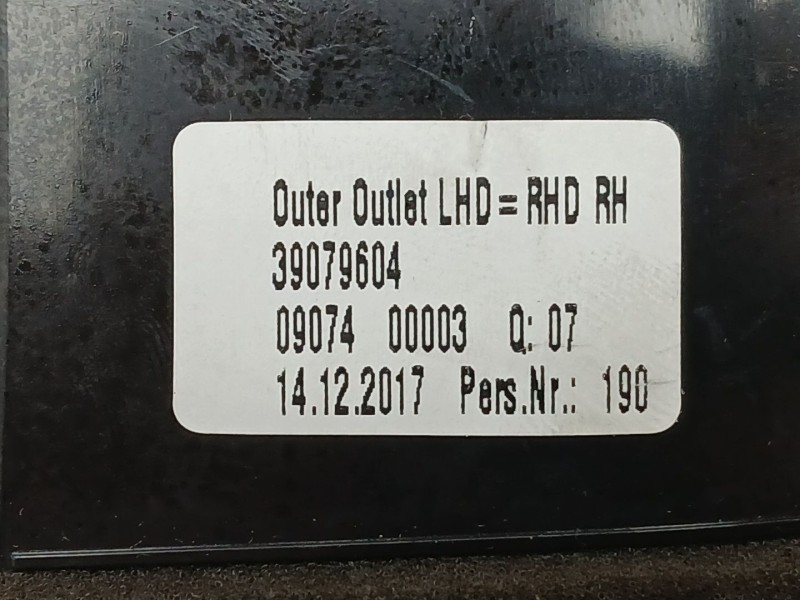 Outer Outlet LHD = RHD RH
39079604
09074 00003 Q: 07
14.12.2017 Pers.Nr.: 190